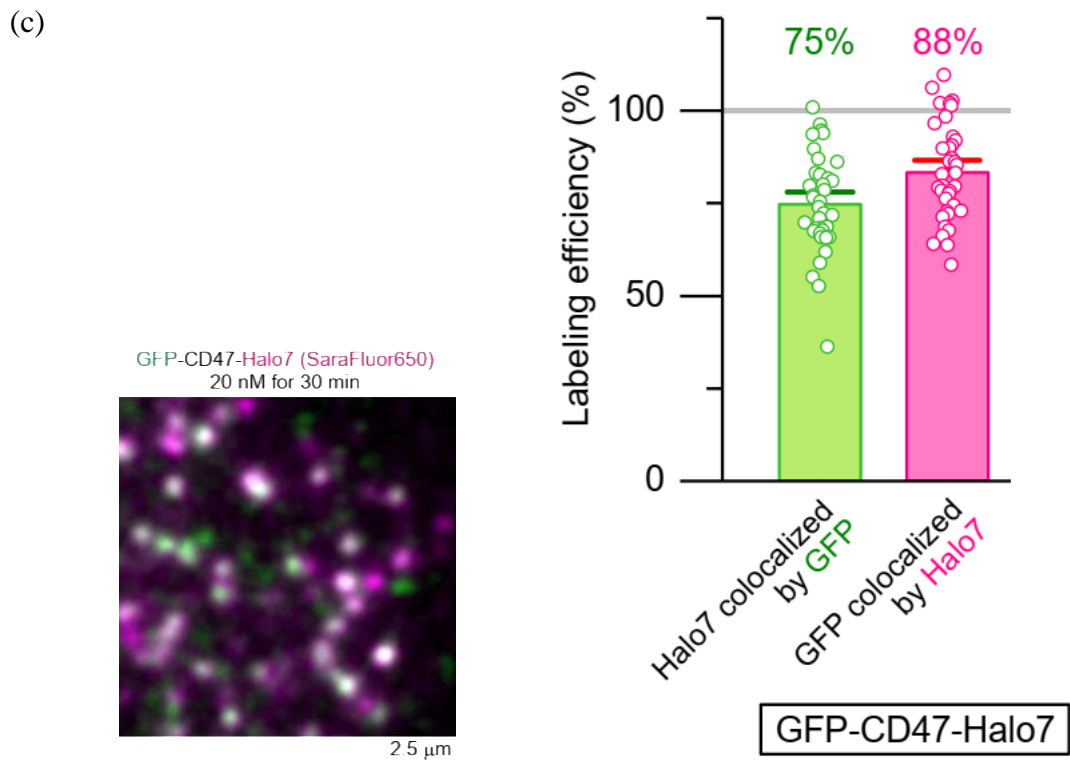 (c)
GFP-CD47-Halo7 (SaraFluor650)
20 nM for 30 min
2.5 μm
75% 88%
Labeling efficiency (%)
100
50
0
Halo7 colocalized
by GFP
GFP colocalized
by Halo7
GFP-CD47-Halo7